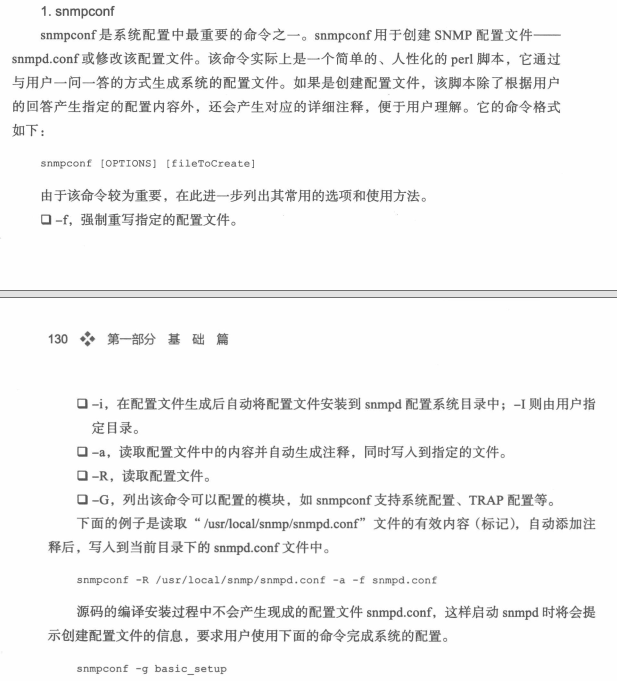 1. snmpconf
snmpconf 是系统配置中最重要的命令之一。snmpconf 用于创建 SNMP 配置文件——
snmpd.conf 或修改该配置文件。该命令实际上是一个简单的、人性化的 perl 脚本，它通过
与用户一问一答的方式生成系统的配置文件。如果是创建配置文件，该脚本除了根据用户
的回答产生指定的配置内容外，还会产生对应的详细注释，便于用户理解。它的命令格式
如下：
snmpconf [OPTIONS] [fileToCreate]
由于该命令较为重要，在此进一步列出其常用的选项和使用方法。
❑ –f，强制重写指定的配置文件。
130 ❖ 第一部分 基 础 篇
❑ –i，在配置文件生成后自动将配置文件安装到 snmpd 配置系统目录中；–I 则由用户指
定目录。
❑ –a，读取配置文件中的内容并自动生成注释，同时写入到指定的文件。
❑ –R，读取配置文件。
❑ –G，列出该命令可以配置的模块，如 snmpconf 支持系统配置、TRAP 配置等。
下面的例子是读取“ /usr/local/snmp/snmpd.conf” 文件的有效内容（标记），自动添加注
释后，写入到当前目录下的 snmpd.conf 文件中。
snmpconf -R /usr/local/snmp/snmpd.conf -a -f snmpd.conf
源码的编译安装过程中不会产生现成的配置文件 snmpd.conf，这样启动 snmpd 时将会提
示创建配置文件的信息，要求用户使用下面的命令完成系统的配置。
snmpconf -g basic_setup